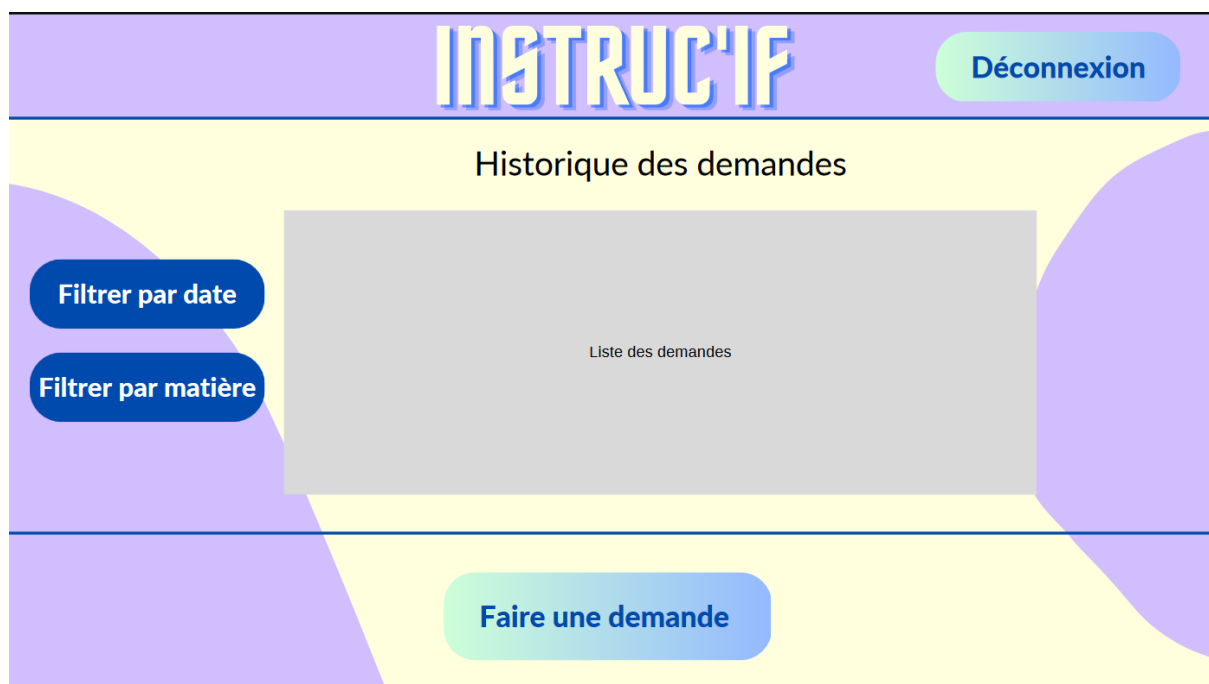 INSTRUC'IF
Déconnexion
Historique des demandes
Filtrer par date
Liste des demandes
Filtrer par matière
Faire une demande